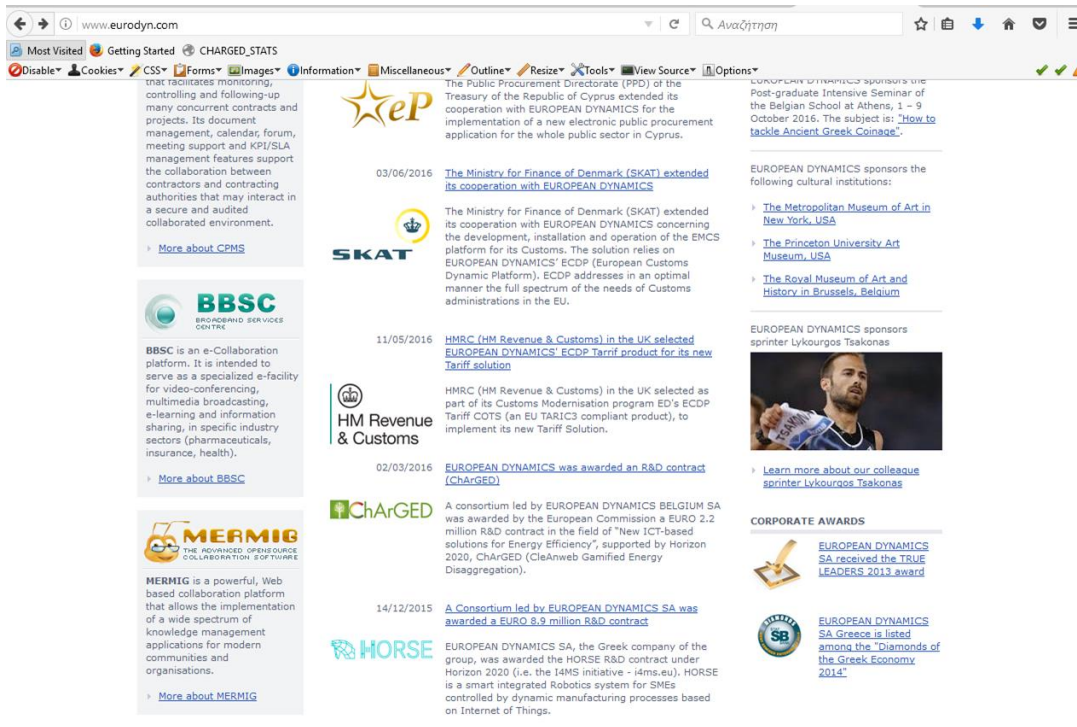 www.eurodyn.com
Αναζήτηση
Most Visited Getting Started CHARGED_STATS
Disable Cookies CSS Forms Images Information Miscellaneous Outline Resize Tools View Source Options
that facilitates monitoring,
controlling and following-up
many concurrent contracts and
projects. Its document
management, calendar, forum,
meeting support and KPI/SLA
management features support
the collaboration between
contractors and contracting
authorities that may interact in
a secure and audited
collaborated environment.
More about CPMS
BBSC
BROADBAND SERVICES
CENTRE
BBSC is an e-Collaboration
platform. It is intended to
serve as a specialized e-facility
for video-conferencing,
multimedia broadcasting,
e-learning and information
sharing, in specific industry
sectors (pharmaceuticals,
insurance, health).
More about BBSC
MERMIG
THE ADVANCED OPENSOURCE
COLLABORATION SOFTWARE
MERMIG is a powerful, Web
based collaboration platform
that allows the implementation
of a wide spectrum of
knowledge management
applications for modern
communities and
organisations.
More about MERMIG
eP
The Public Procurement Directorate (PPD) of the
Treasury of the Republic of Cyprus extended its
cooperation with EUROPEAN DYNAMICS for the
implementation of a new electronic public procurement
application for the whole public sector in Cyprus.
03/06/2016
The Ministry for Finance of Denmark (SKAT) extended
its cooperation with EUROPEAN DYNAMICS
SKAT
The Ministry for Finance of Denmark (SKAT) extended
its cooperation with EUROPEAN DYNAMICS concerning
the development, installation and operation of the EMCS
platform for its Customs. The solution relies on
EUROPEAN DYNAMICS' ECDP (European Customs
Dynamic Platform). ECDP addresses in an optimal
manner the full spectrum of the needs of Customs
administrations in the EU.
11/05/2016
HMRC (HM Revenue & Customs) in the UK selected
EUROPEAN DYNAMICS' ECDP Tarrif product for its new
Tariff solution
HM Revenue
& Customs
HMRC (HM Revenue & Customs) in the UK selected as
part of its Customs Modernisation program ED's ECDP
Tariff COTS (an EU TARIC3 compliant product), to
implement its new Tariff Solution.
02/03/2016
EUROPEAN DYNAMICS was awarded an R&D contract
(ChArGED)
ChArGED
A consortium led by EUROPEAN DYNAMICS BELGIUM SA
was awarded by the European Commission a EURO 2.2
million R&D contract in the field of "New ICT-based
solutions for Energy Efficiency", supported by Horizon
2020, ChArGED (CleAnweb Gamified Energy
Disaggregation).
14/12/2015
A Consortium led by EUROPEAN DYNAMICS SA was
awarded a EURO 8.9 million R&D contract
HORSE
EUROPEAN DYNAMICS SA, the Greek company of the
group, was awarded the HORSE R&D contract under
Horizon 2020 (i.e. the I4MS initiative - i4ms.eu). HORSE
is a smart integrated Robotics system for SMEs
controlled by dynamic manufacturing processes based
on Internet of Things.
EUROPEAN DYNAMICS sponsors the
Post-graduate Intensive Seminar of
the Belgian School at Athens, 1 – 9
October 2016. The subject is: "How to
tackle Ancient Greek Coinage".
EUROPEAN DYNAMICS sponsors the
following cultural institutions:
The Metropolitan Museum of Art in
New York, USA
The Princeton University Art
Museum, USA
The Royal Museum of Art and
History in Brussels, Belgium
EUROPEAN DYNAMICS sponsors
sprinter Lykourgos Tsakonas
Learn more about our colleague
sprinter Lykourgos Tsakonas
CORPORATE AWARDS
EUROPEAN DYNAMICS
SA received the TRUE
LEADERS 2013 award
SB
EUROPEAN DYNAMICS
SA Greece is listed
among the "Diamonds of
the Greek Economy
2014"